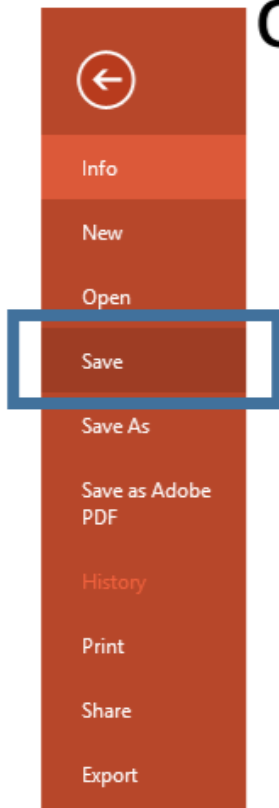 Info
New
Open
Save
Save As
Save as Adobe
PDF
History
Print
Share
Export